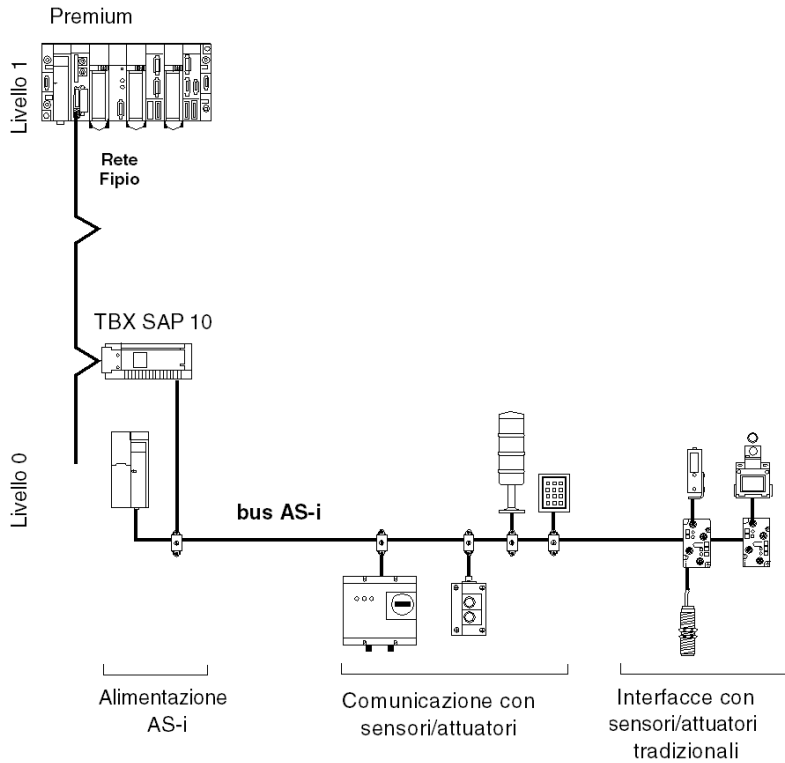 Premium
Livello 1
Rete
Fipio
TBX SAP 10
Livello 0
bus AS-i
Alimentazione
AS-i
Comunicazione con
sensori/attuatori
Interfacce con
sensori/attuatori
tradizionali